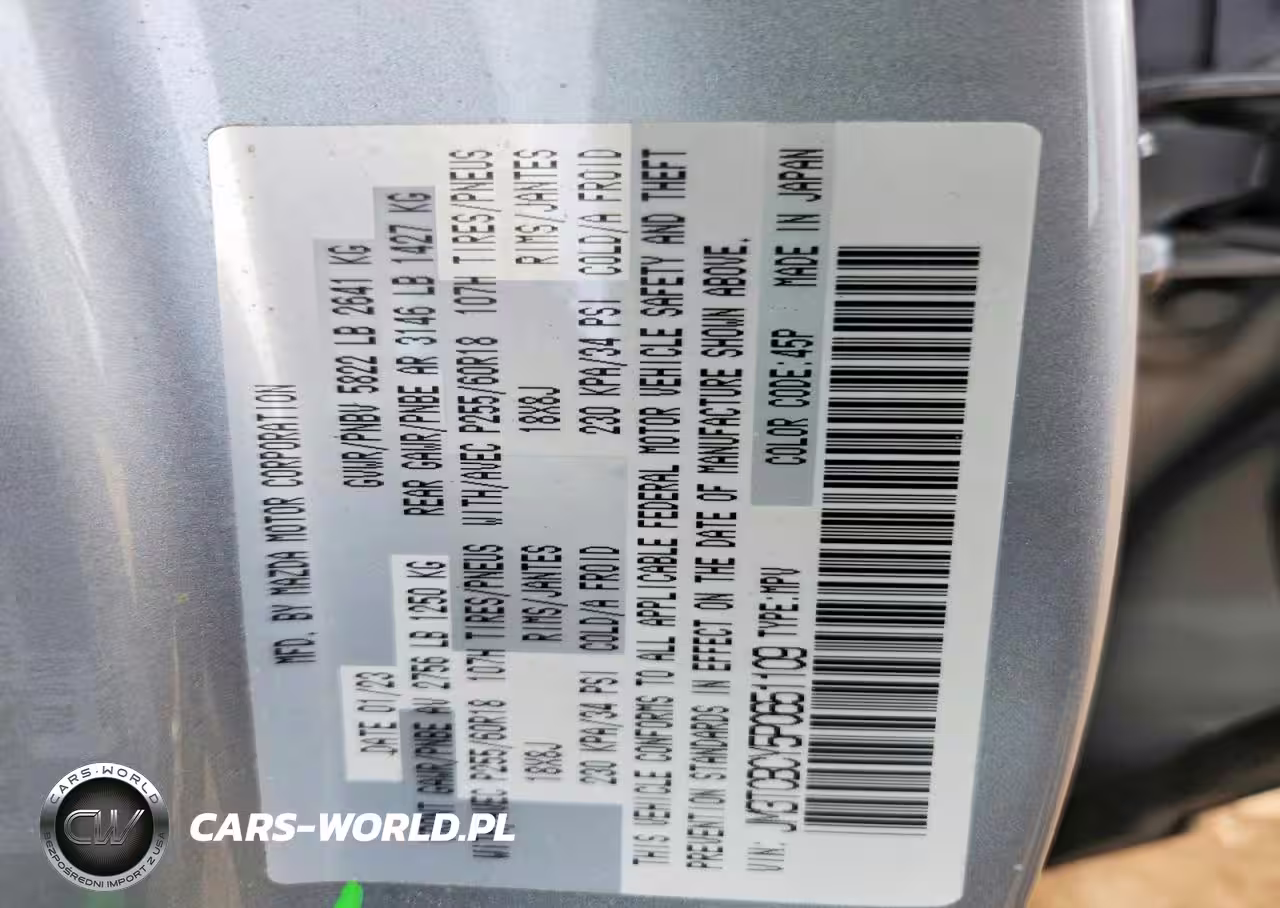 MFD. BY MAZDA MOTOR CORPORATION
DATE 01/23 GVWR/PNBV 5822 LB 2641 KG
GAWR/PNBE AV 2756 LB 1250 KG REAR GAWR/PNBE AR 3146 LB 1427 KG
WITH/AVEC P255/60R18 107H TIRES/PNEUS WITH/AVEC P255/60R18 107H TIRES/PNEUS
18X8J RIMS/JANTES 18X8J RIMS/JANTES
220 KPA/34 PSI COLD/A FROID 230 KPA/34 PSI COLD/A FROID
THIS VEHICLE CONFORMS TO ALL APPLICABLE FEDERAL MOTOR VEHICLE SAFETY AND THEFT
PREVENTION STANDARDS IN EFFECT ON THE DATE OF MANUFACTURE SHOWN ABOVE.
VIN: JM3TCBCY5P0651109 TYPE:MPV COLOR CODE:45P MADE IN JAPAN
CARS-WORLD
CW
BEZPOŚREDNI IMPORT Z USA
CARS-WORLD.PL